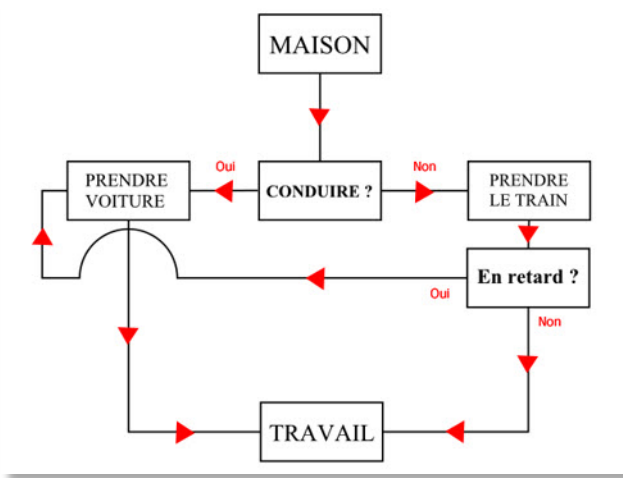 MAISON
Oui
Non
PRENDRE
VOITURE
CONDUIRE ?
PRENDRE
LE TRAIN
En retard ?
Oui
Non
TRAVAIL